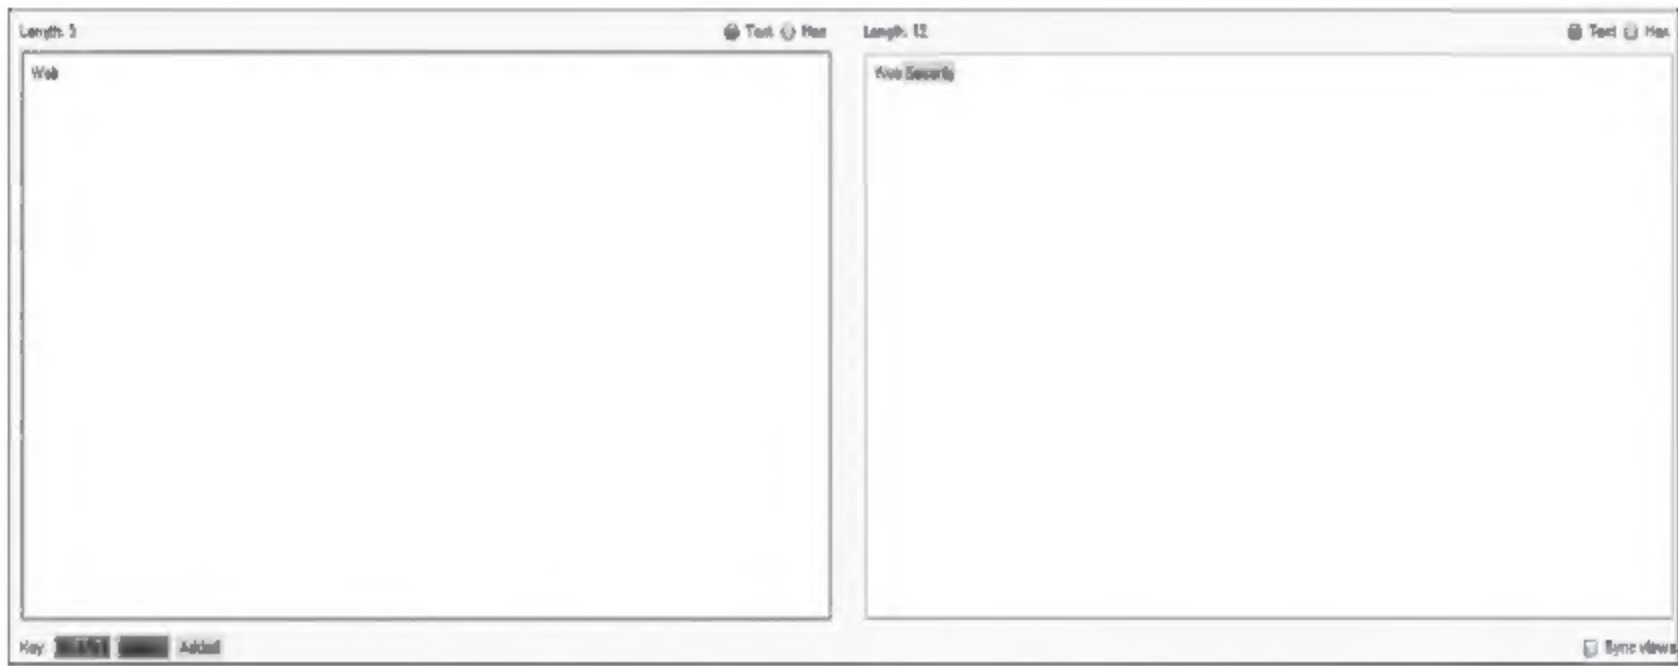 Length: 3
Text Hex
Length: 12
Text Hex
Web
Web Security
Key: Added
Sync views